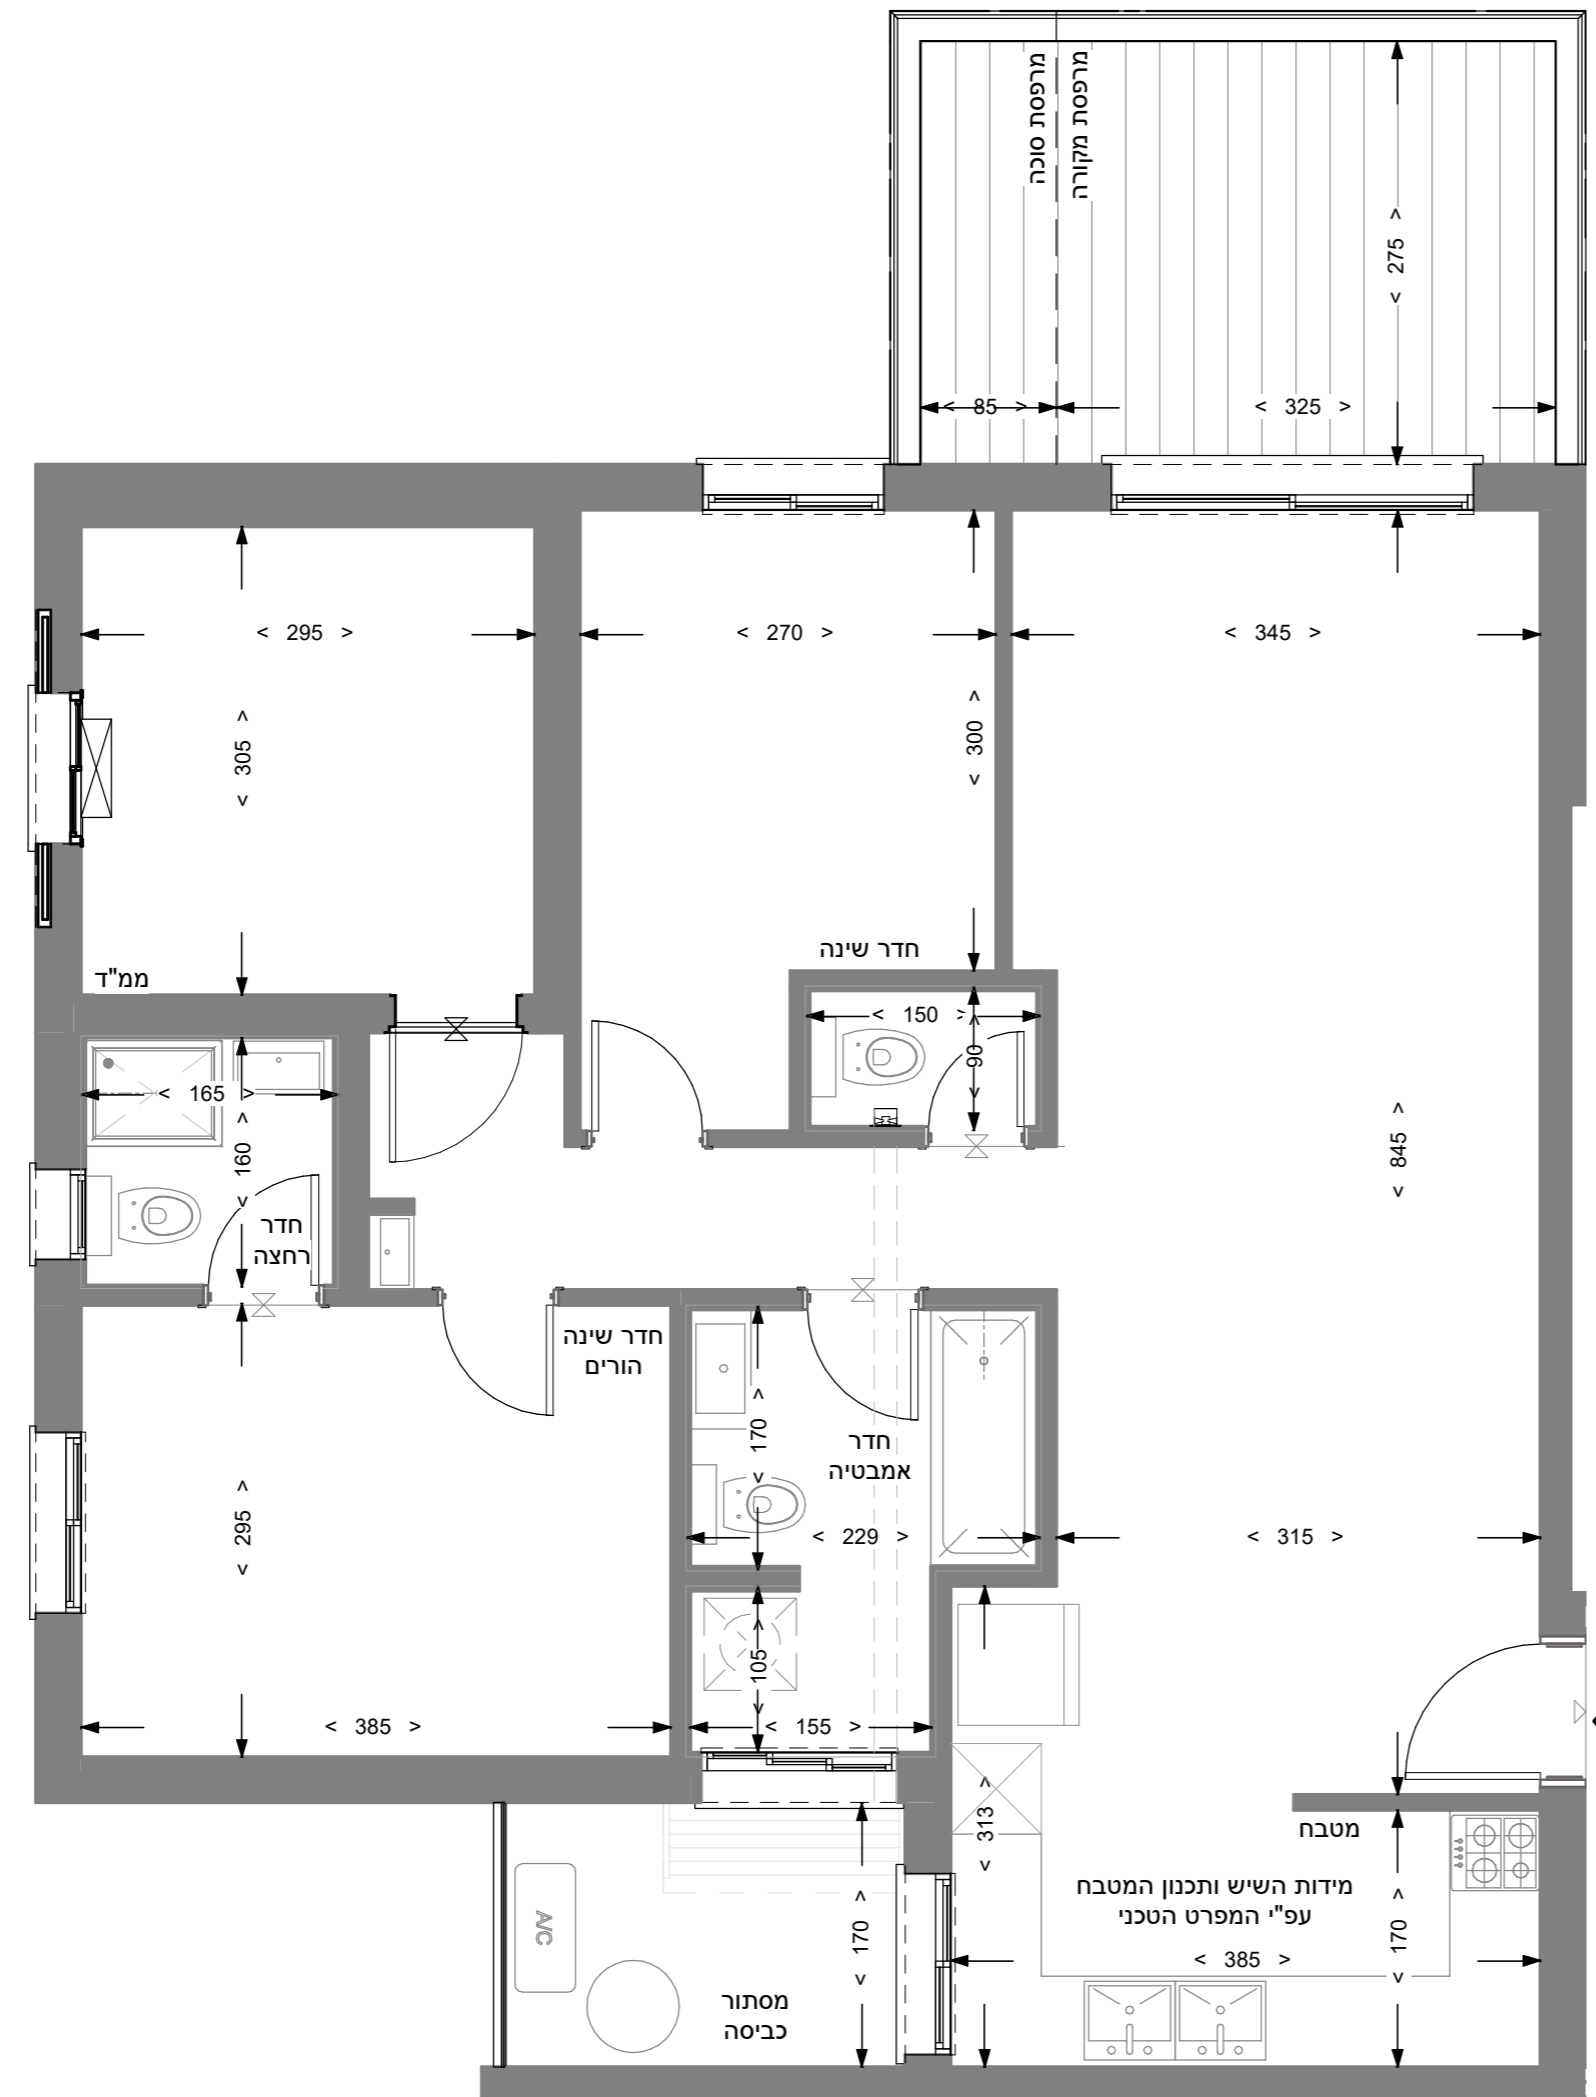 מרפסת סוכה
מרפסת מקורה
< 275 >
< 85 >
< 325 >
< 295 >
< 270 >
< 345 >
< 305 >
< 300 >
חדר שינה
ממ"ד
< 150 >
< 90 >
< 165 >
< 160 >
< 845 >
חדר
רחצה
חדר שינה
הורים
< 170 >
חדר
אמבטיה
< 295 >
< 229 >
< 315 >
< 105 >
< 385 >
< 155 >
< 313 >
מטבח
מידות השיש ותכנון המטבח
עפ"י המפרט הטכני
A/C
< 170 >
< 170 >
< 385 >
מסתור
כביסה